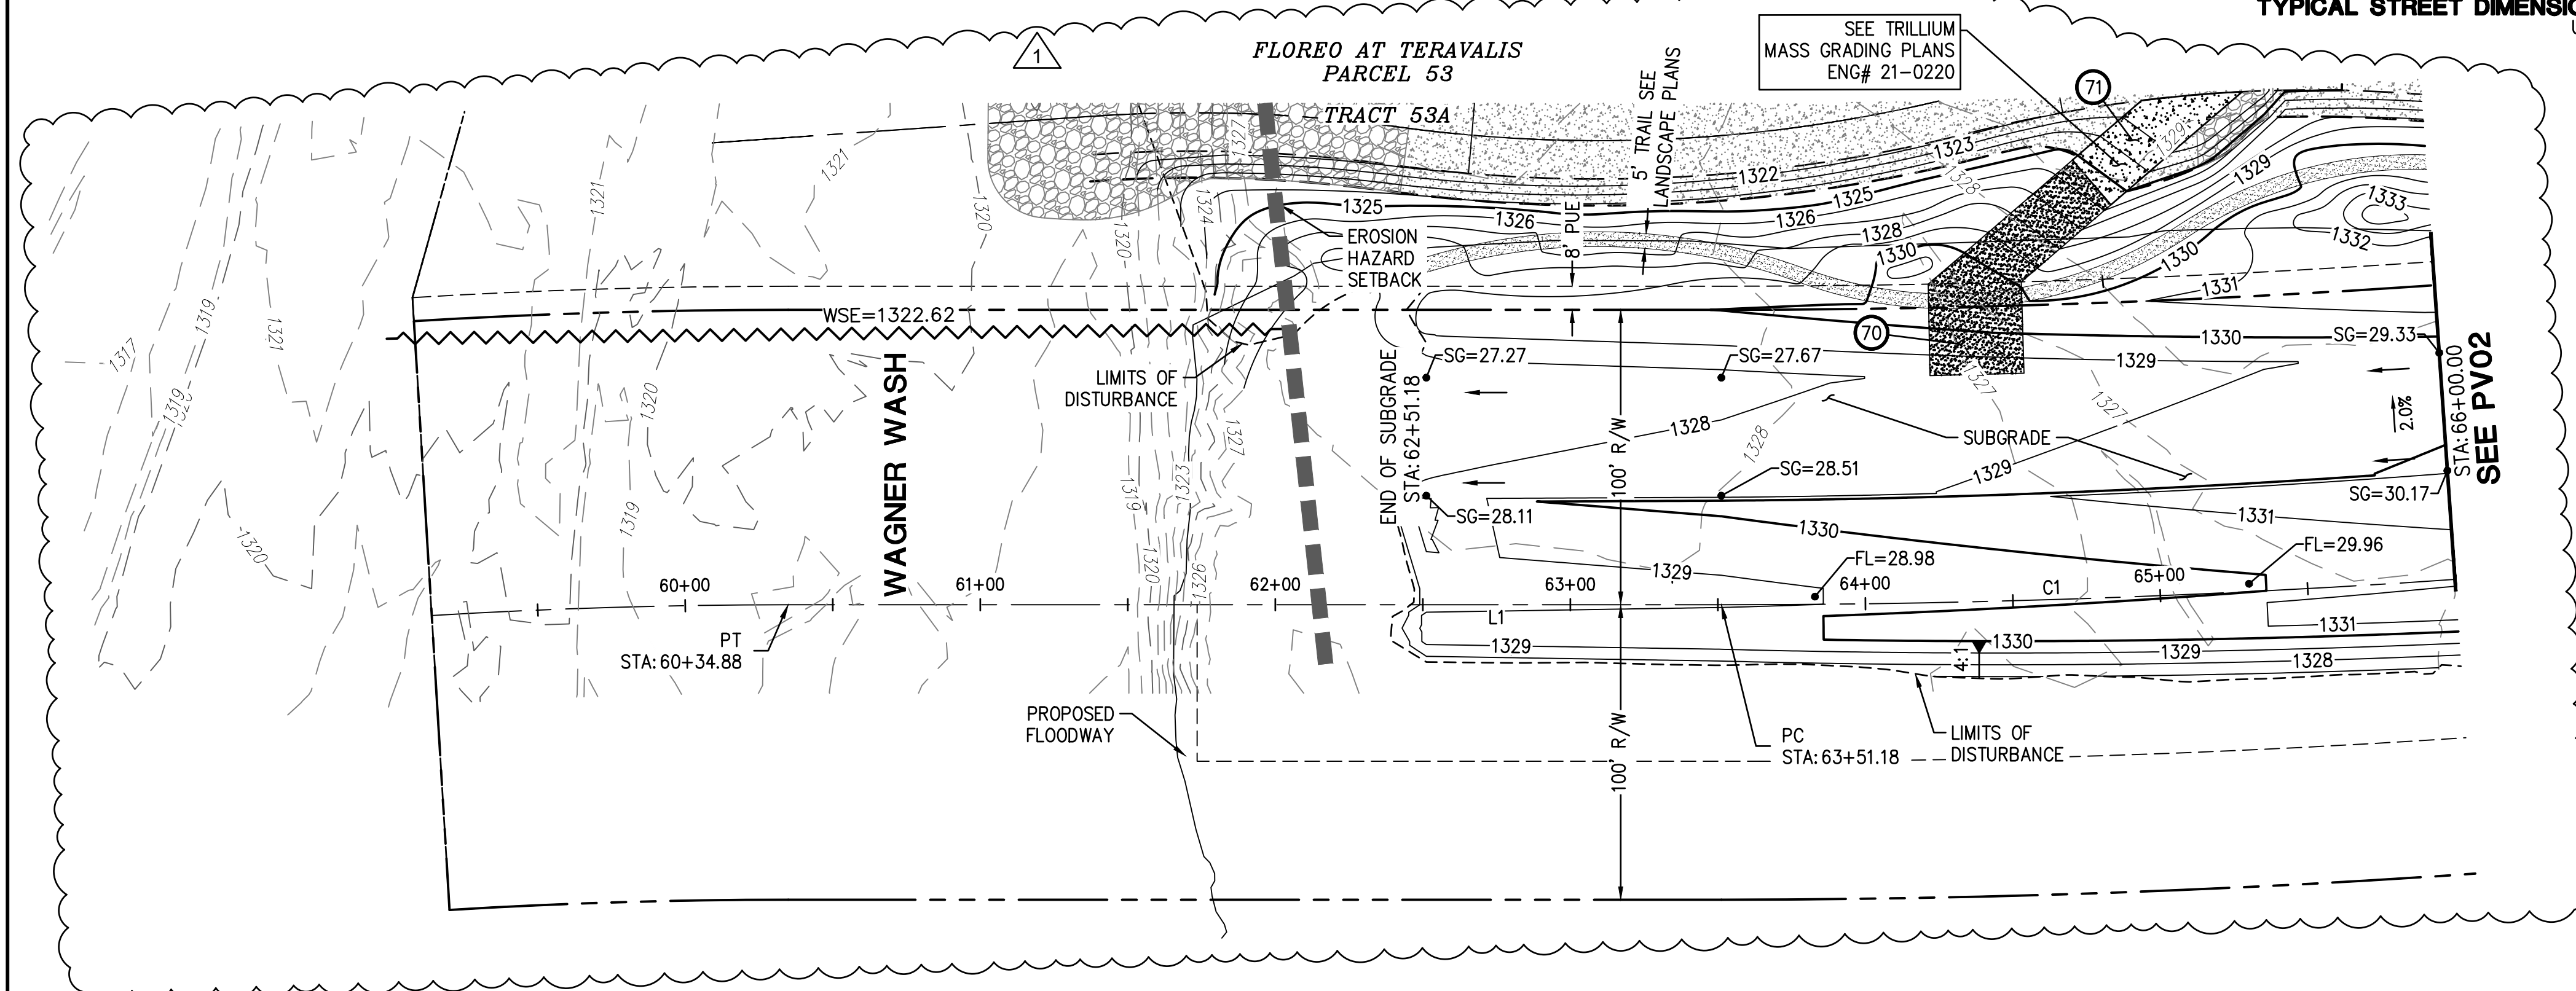 TYPICAL STREET
1
FLOREO AT TERAVALIS
PARCEL 53
TRACT 53A
SEE TRILLIUM
MASS GRADING PLANS
ENG# 21-0220
71
5' TRAIL SEE
LANDSCAPE PLANS
1321
1321
1320
1327
1324
1320
1322
1323
1328
1329
1329
1325
1326
8' PUE
1326
1325
1328
1330
1330
1333
1332
1331
EROSION
HAZARD
SETBACK
WSE=1322.62
1319
1319
1321
1317
1319
1320
1320
1319
WAGNER WASH
LIMITS OF
DISTURBANCE
1327
1323
1319
1320
1326
END OF SUBGRADE
STA: 62+51.18
SG=27.27
SG=27.67
70
1330
SG=29.33
1329
1327
1327
1328
1328
100' R/W
SUBGRADE
2.0%
STA: 66+00.00
SEE PV02
SG=28.51
1329
SG=30.17
SG=28.11
1330
1331
FL=28.98
FL=29.96
1329
60+00
61+00
62+00
63+00
64+00
C1
65+00
L1
PT
STA: 60+34.88
1329
4:1
1330
1329
1331
1328
PROPOSED
FLOODWAY
100' R/W
PC
STA: 63+51.18
LIMITS OF
DISTURBANCE